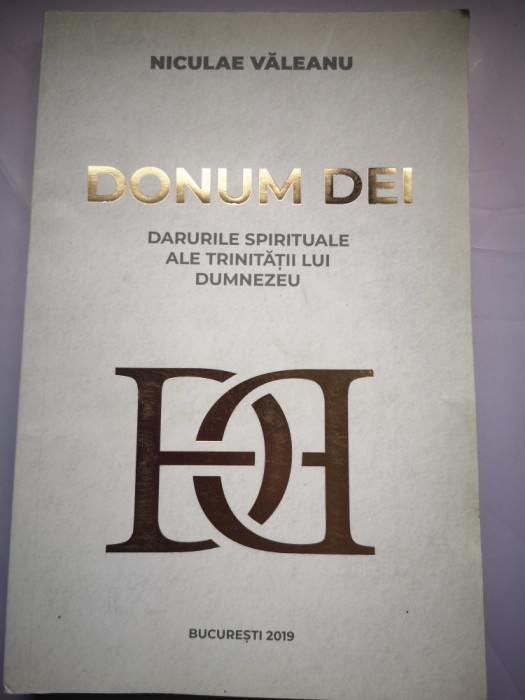 NICULAE VĂLEANU
DONUM DEI
DARURILE SPIRITUALE
ALE TRINITĂȚII LUI
DUMNEZEU
BUCUREȘTI 2019